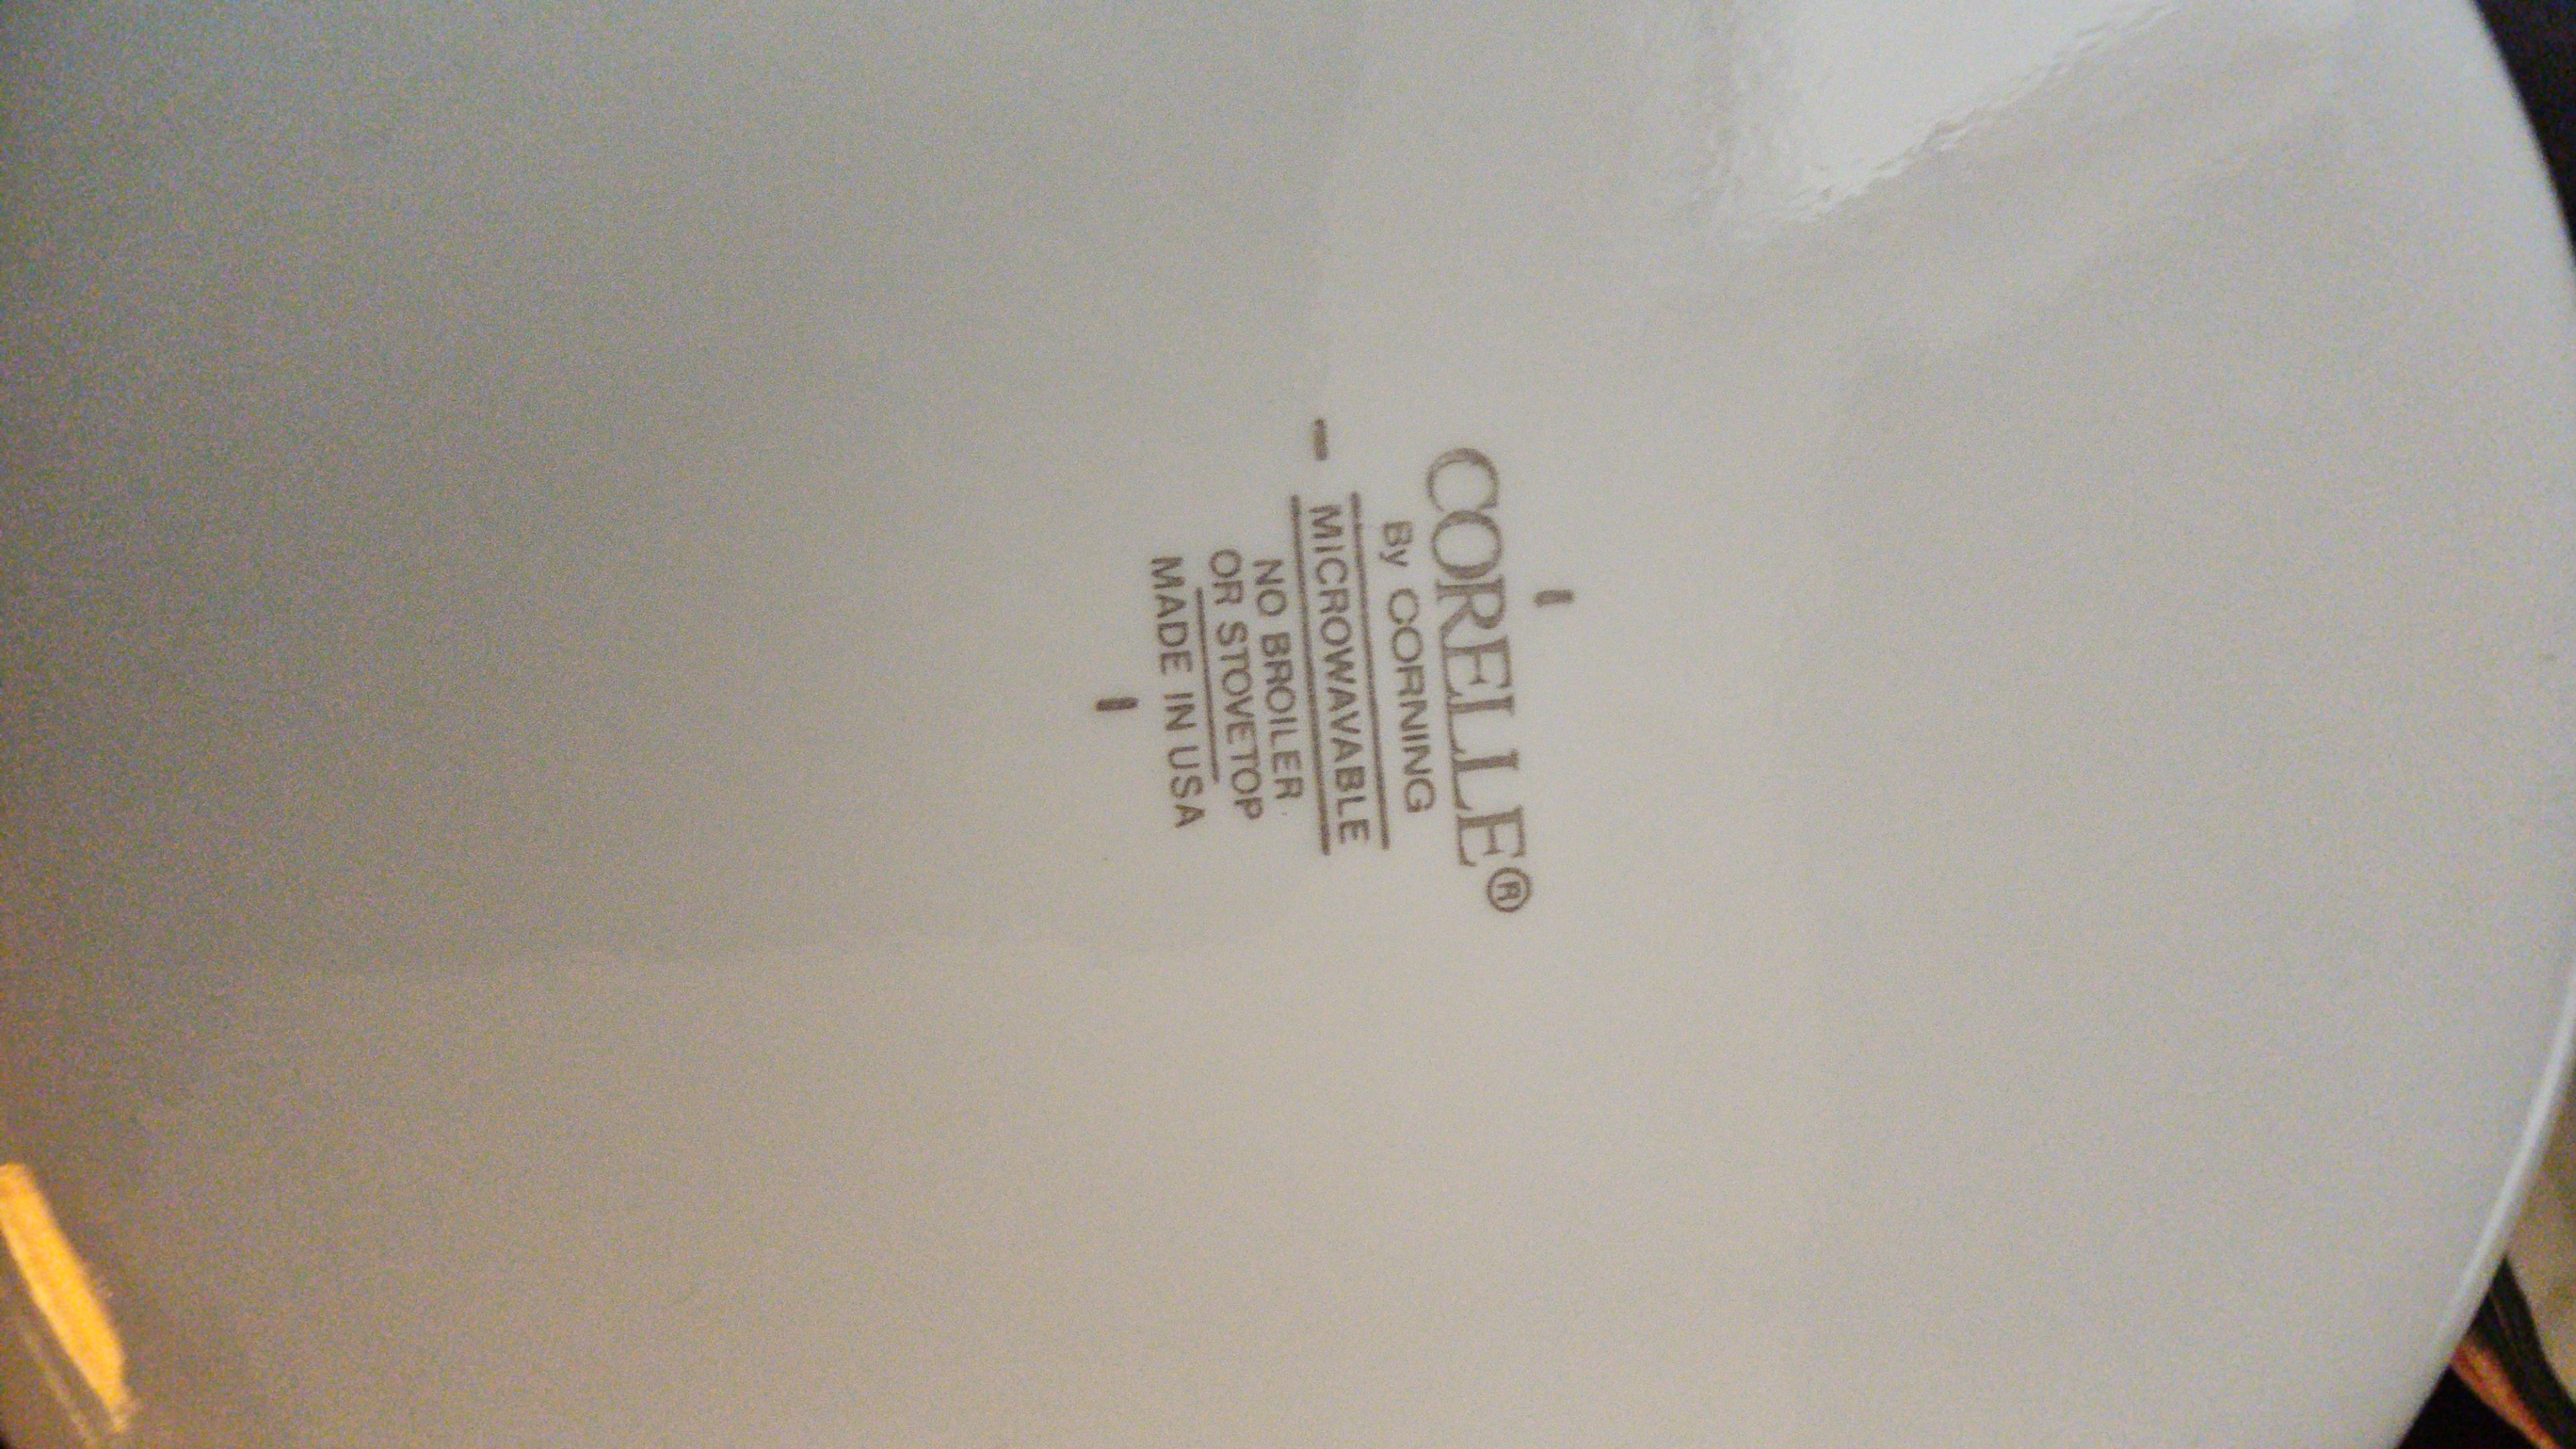 CORELLE®
By CORNING
MICROWAVABLE
NO BROILER
OR STOVETOP
MADE IN USA